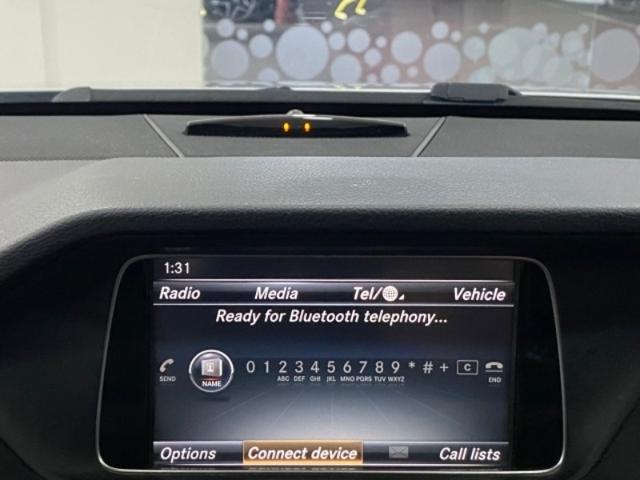 1:31
Radio Media Tel/ Vehicle
Ready for Bluetooth telephony...
SEND NAME 0 1 2 3 4 5 6 7 8 9 * # + C END
ABC DEF GHI JKL MNO PQRS TUV WXYZ
Options Connect device Call lists